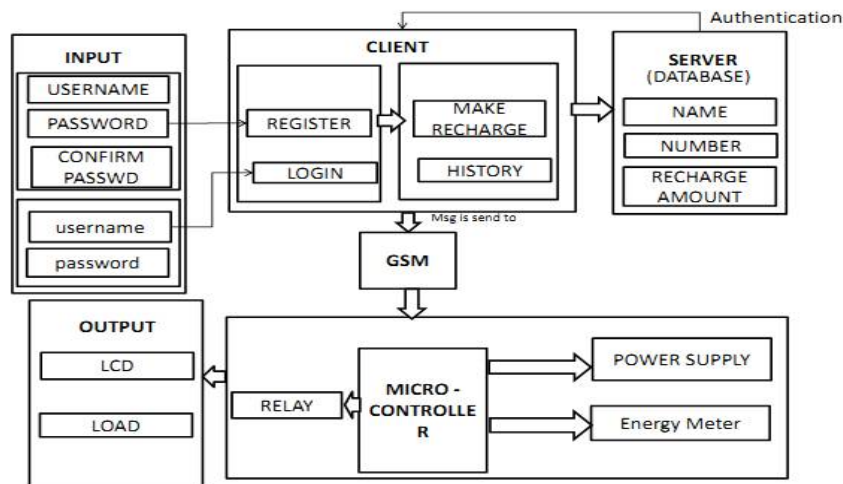 Authentication
INPUT
USERNAME
PASSWORD
CONFIRM
PASSWD
username
password
CLIENT
REGISTER
LOGIN
MAKE
RECHARGE
HISTORY
SERVER
(DATABASE)
NAME
NUMBER
RECHARGE
AMOUNT
Msg is send to
GSM
OUTPUT
LCD
LOAD
RELAY
MICRO -
CONTROLLE
R
POWER SUPPLY
Energy Meter